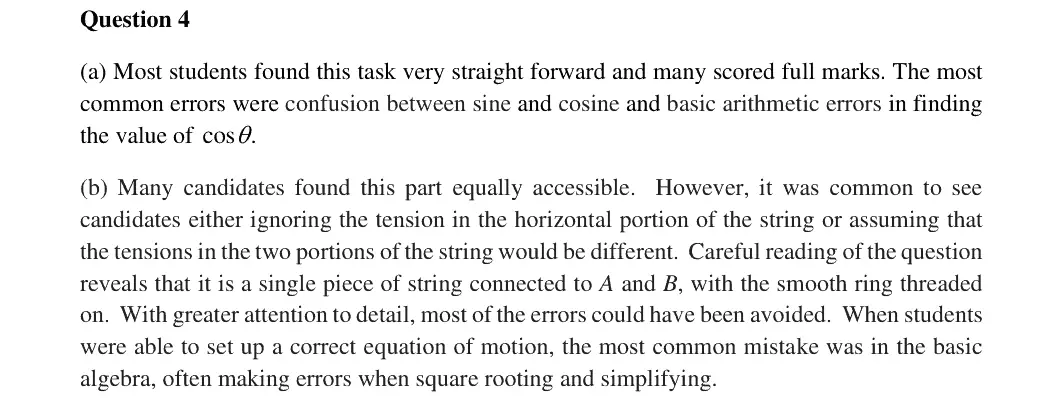 Question 4
(a) Most students found this task very straight forward and many scored full marks. The most
common errors were confusion between sine and cosine and basic arithmetic errors in finding
the value of cos θ.
(b) Many candidates found this part equally accessible. However, it was common to see
candidates either ignoring the tension in the horizontal portion of the string or assuming that
the tensions in the two portions of the string would be different. Careful reading of the question
reveals that it is a single piece of string connected to A and B, with the smooth ring threaded
on. With greater attention to detail, most of the errors could have been avoided. When students
were able to set up a correct equation of motion, the most common mistake was in the basic
algebra, often making errors when square rooting and simplifying.